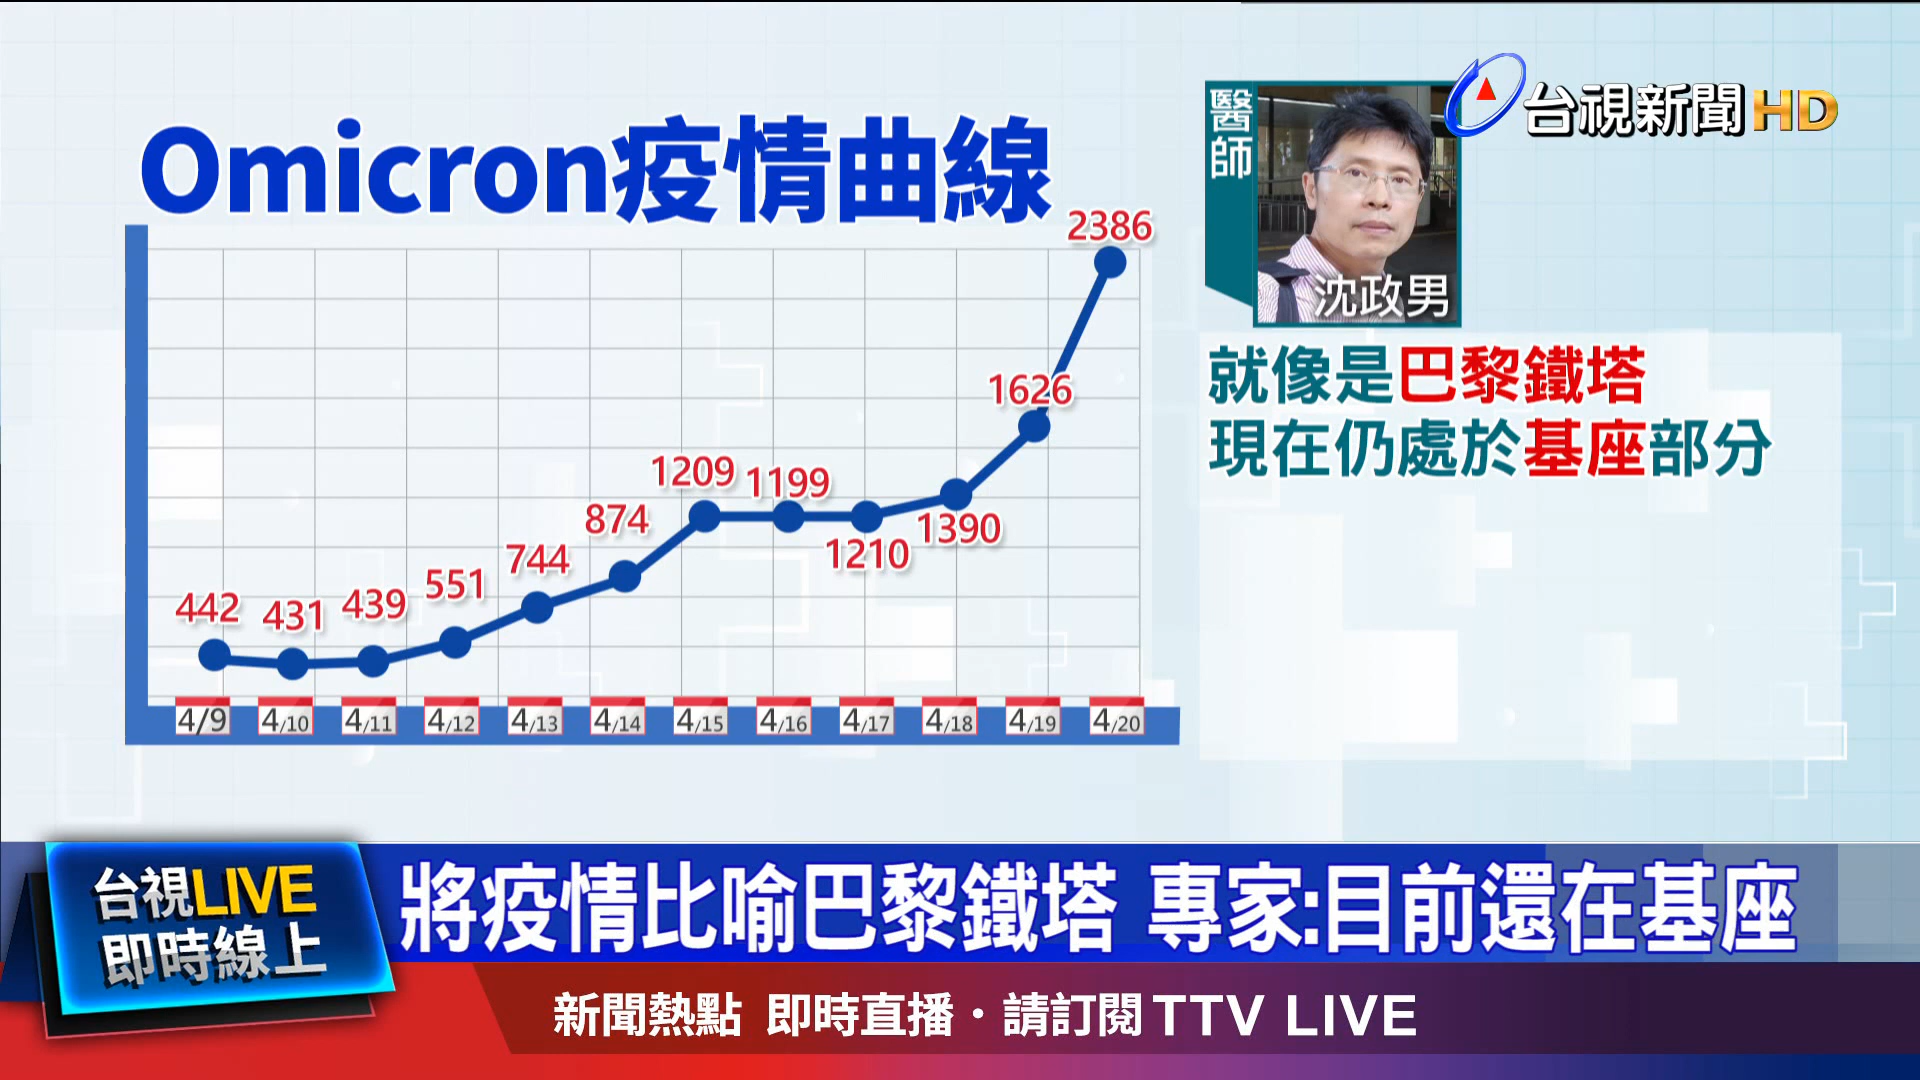 Omicron疫情曲線
2386
1626
1209
1199
1390
1210
874
744
551
442
431
439
4/9
4/10
4/11
4/12
4/13
4/14
4/15
4/16
4/17
4/18
4/19
4/20
醫師
沈政男
台視新聞HD
就像是巴黎鐵塔
現在仍處於基座部分
台視LIVE
即時線上
將疫情比喻巴黎鐵塔 專家:目前還在基座
新聞熱點 即時直播・請訂閱TTV LIVE